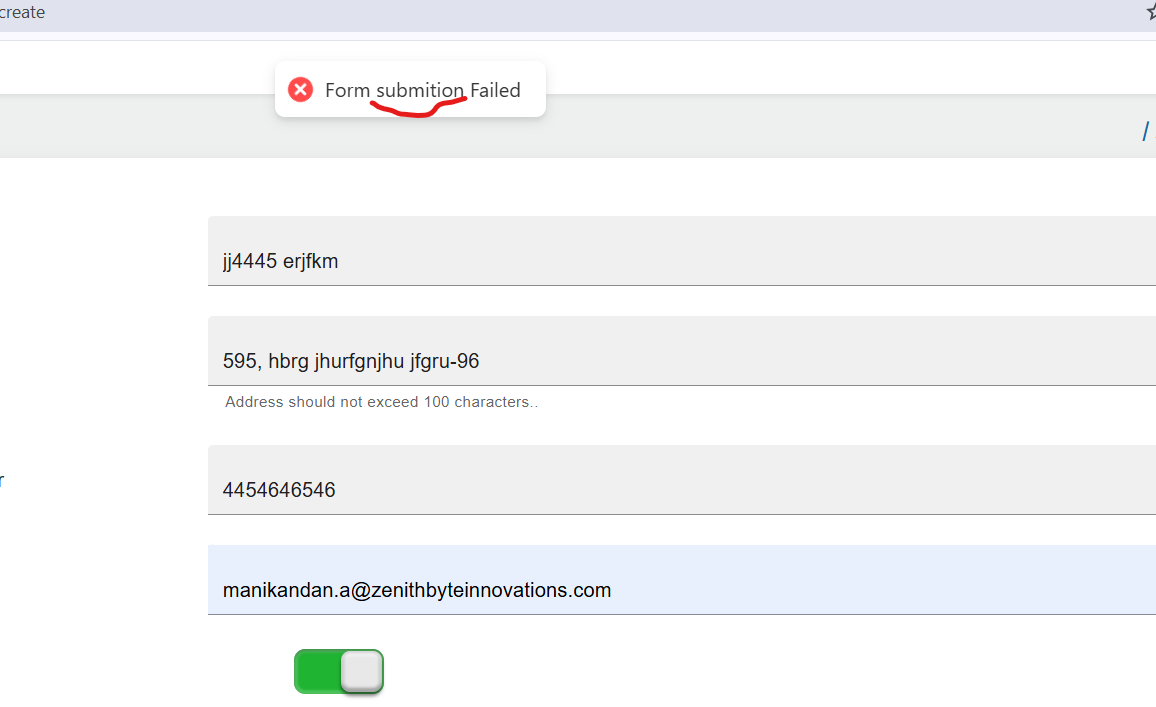 create
Form submition Failed
/
jj4445 erjfkm
595, hbrg jhurfgnjhu jfgru-96
Address should not exceed 100 characters..
r
4454646546
manikandan.a@zenithbyteinnovations.com